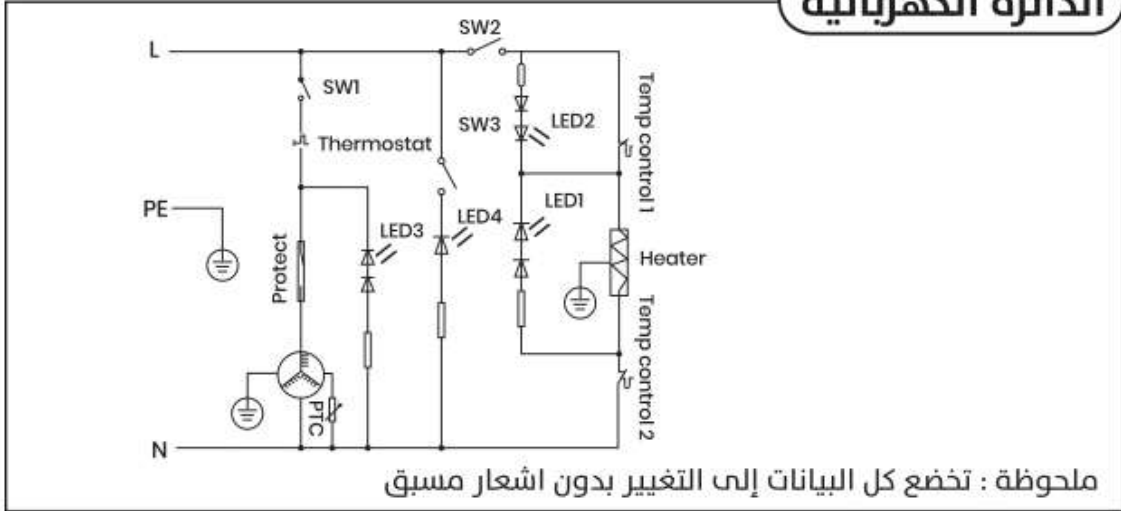 الدائرة الكهربائية
SW2
L
SW1
Thermostat
SW3
LED2
Temp control 1
PE
LED3
LED4
LED1
Protect
Heater
PTC
Temp control 2
N
ملحوظة : تخضع كل البيانات إلى التغيير بدون اشعار مسبق